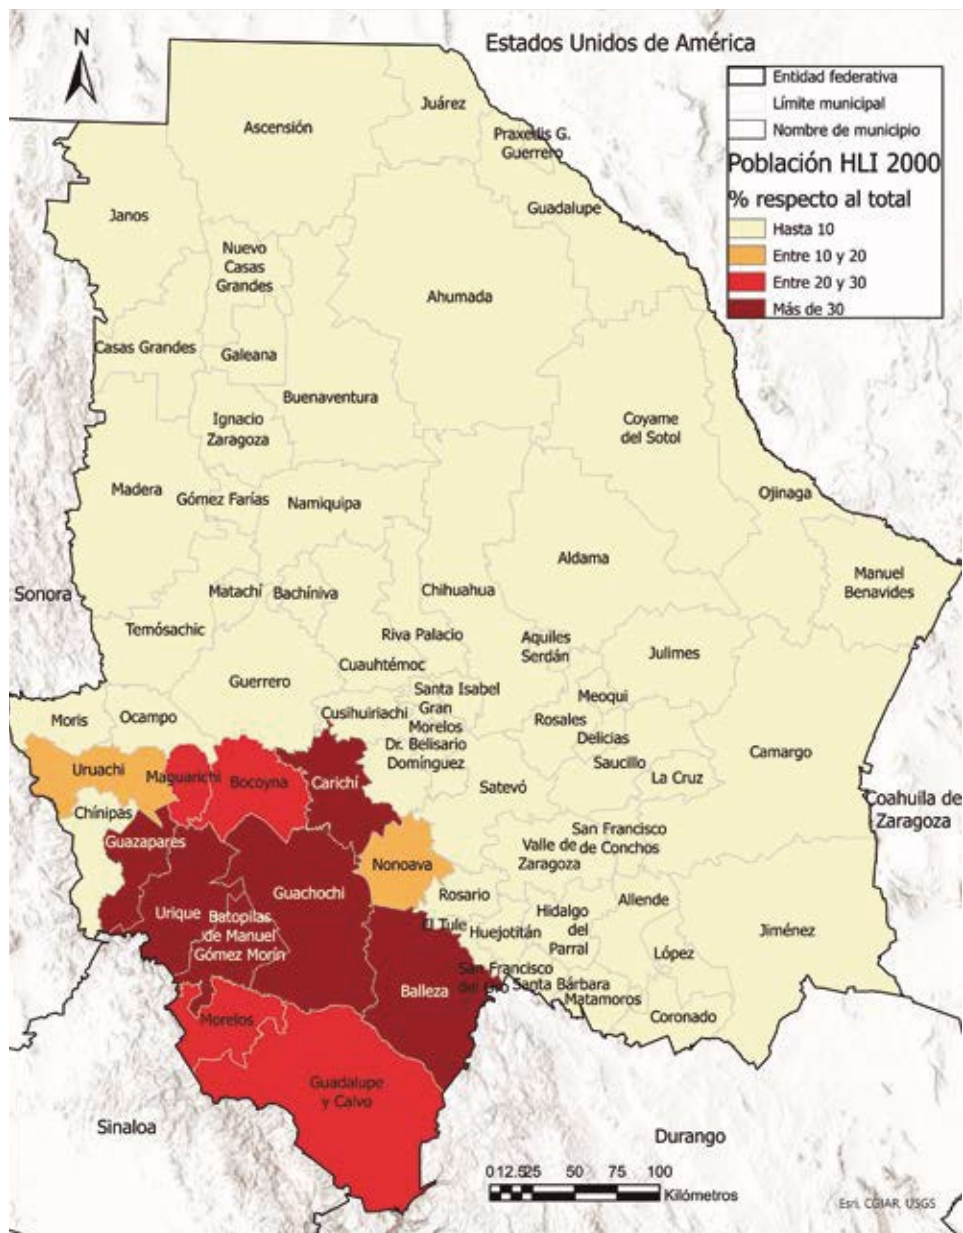 N
Estados Unidos de América
Entidad federativa
Límite municipal
Nombre de municipio
Población HLI 2000
% respecto al total
Hasta 10
Entre 10 y 20
Entre 20 y 30
Más de 30
Juárez
Ascensión
Praxedis G.
Guerrero
Guadalupe
Janos
Nuevo
Casas
Grandes
Ahumada
Casas Grandes
Galeana
Buenaventura
Ignacio
Zaragoza
Coyame
del Sotol
Madera
Gómez Farías
Namiquipa
Ojinaga
Aldama
Manuel
Benavides
Sonora
Matachí
Bachíniva
Chihuahua
Temósachic
Riva Palacio
Aquiles
Serdán
Julimes
Cuauhtémoc
Guerrero
Santa Isabel
Meoqui
Moris
Ocampo
Cusihuiriachi
Gran
Morelos
Rosales
Delicias
Dr. Belisario
Domínguez
Camargo
Uruachi
Maguarichi
Bocoyna
Carichí
Satevó
Saucillo
La Cruz
Coahuila de
Zaragoza
Chínipas
Guazapares
San Francisco
de Conchos
Valle de
Zaragoza
Nonoava
Guachochi
Rosario
Allende
Urique
Batopilas
de Manuel
Gómez Morín
El Tule
Huejotitán
Hidalgo
del
Parral
Jiménez
López
Balleza
San Francisco
del Oro
Santa Bárbara
Matamoros
Coronado
Morelos
Guadalupe
y Calvo
Sinaloa
Durango
0 12.5 25 50 75 100
Kilómetros
Esri, CGIAR, USGS